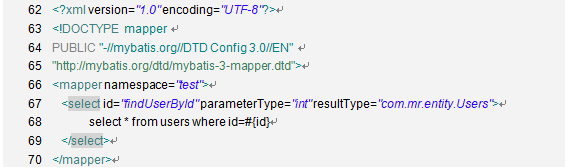 62 <?xml version="1.0" encoding="UTF-8"?>↵
63 <!DOCTYPE mapper↵
64 PUBLIC "-//mybatis.org//DTD Config 3.0//EN" ↵
65 "http://mybatis.org/dtd/mybatis-3-mapper.dtd">↵
66 <mapper namespace="test">↵
67 <select id="findUserById" parameterType="int" resultType="com.mr.entity.Users">↵
68 select * from users where id=#{id}↵
69 </select>↵
70 </mapper>↵